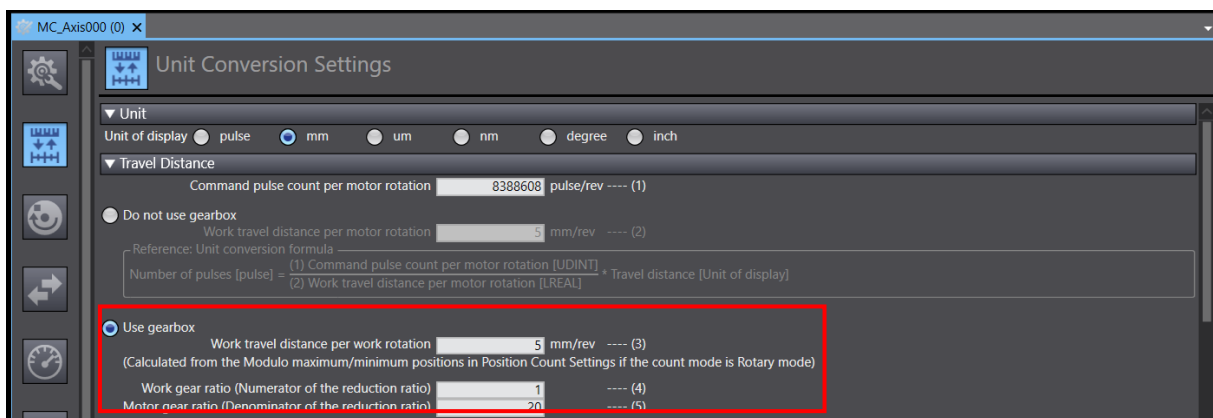 MC_Axis000 (0)
Unit Conversion Settings
▼ Unit
Unit of display pulse mm um nm degree inch
▼ Travel Distance
Command pulse count per motor rotation 8388608 pulse/rev ---- (1)
Do not use gearbox
Work travel distance per motor rotation 5 mm/rev ---- (2)
Reference: Unit conversion formula
(1) Command pulse count per motor rotation [UDINT]
Number of pulses [pulse] = * Travel distance [Unit of display]
(2) Work travel distance per motor rotation [LREAL]
Use gearbox
Work travel distance per work rotation 5 mm/rev ---- (3)
(Calculated from the Modulo maximum/minimum positions in Position Count Settings if the count mode is Rotary mode)
Work gear ratio (Numerator of the reduction ratio) 1 ---- (4)
Motor gear ratio (Denominator of the reduction ratio) 20 ---- (5)